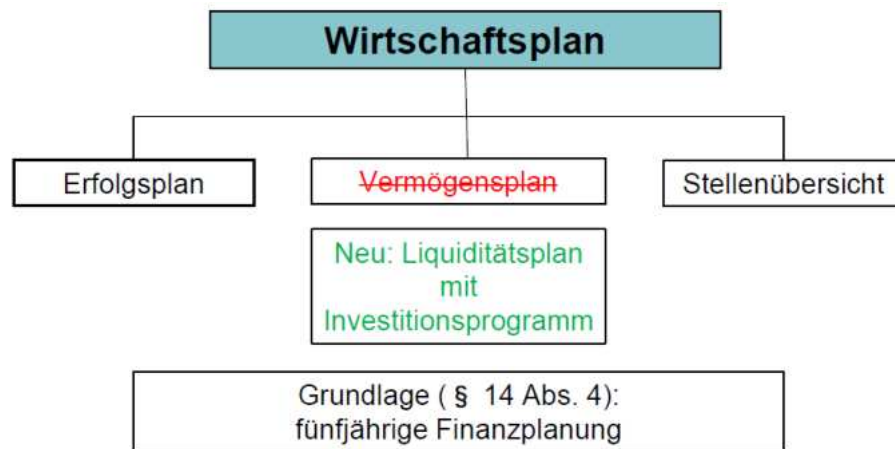 Wirtschaftsplan
Erfolgsplan
Vermögensplan
Stellenübersicht
Neu: Liquiditätsplan
mit
Investitionsprogramm
Grundlage ( § 14 Abs. 4):
fünfjährige Finanzplanung